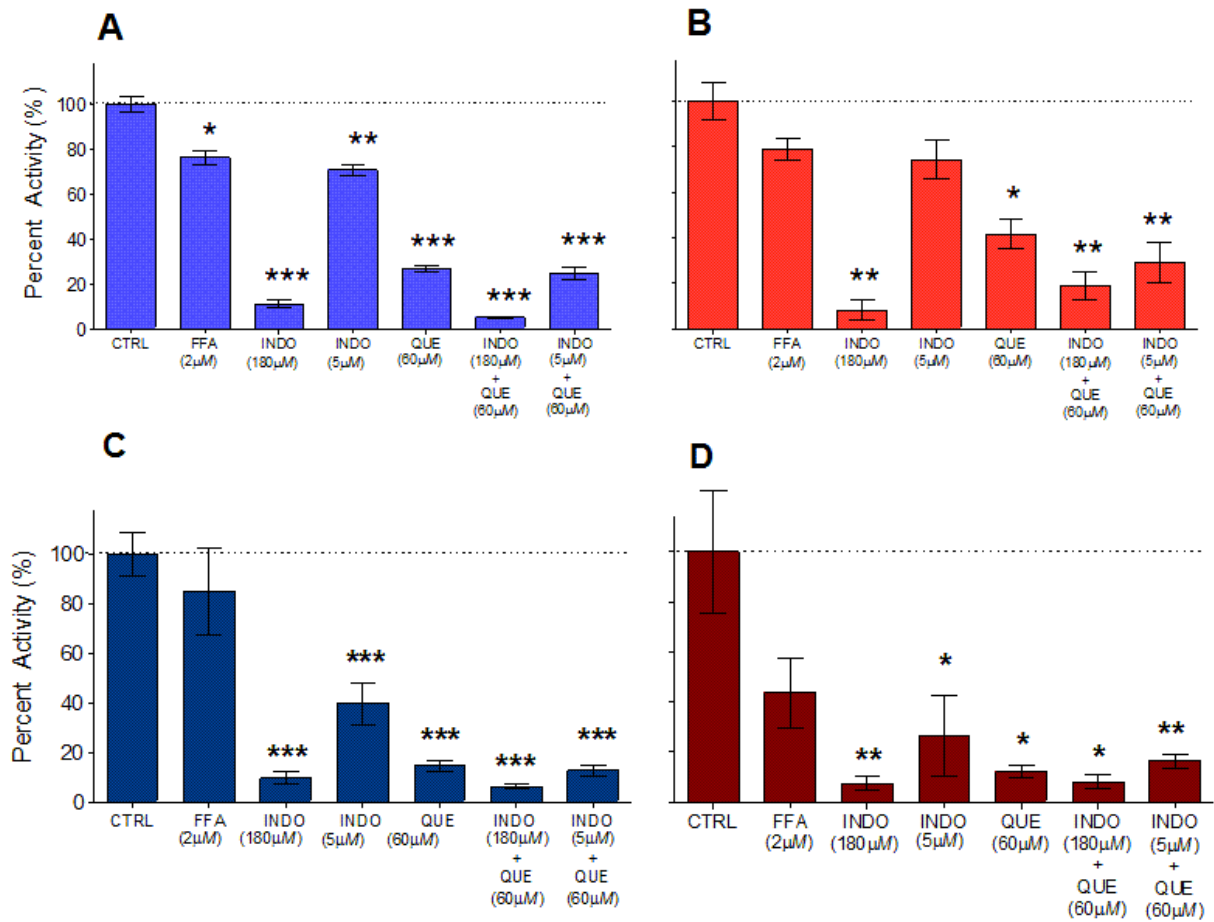 A
Percent Activity (%)
100
80
60
40
20
0
*
***
**
***
***
***
CTRL
FFA
(2μM)
INDO
(180μM)
INDO
(5μM)
QUE
(60μM)
INDO
(180μM)
+
QUE
(60μM)
INDO
(5μM)
+
QUE
(60μM)
B
**
*
**
**
CTRL
FFA
(2μM)
INDO
(180μM)
INDO
(5μM)
QUE
(60μM)
INDO
(180μM)
+
QUE
(60μM)
INDO
(5μM)
+
QUE
(60μM)
C
Percent Activity (%)
100
80
60
40
20
0
***
***
***
***
***
CTRL
FFA
(2μM)
INDO
(180μM)
INDO
(5μM)
QUE
(60μM)
INDO
(180μM)
+
QUE
(60μM)
INDO
(5μM)
+
QUE
(60μM)
D
**
*
*
*
**
CTRL
FFA
(2μM)
INDO
(180μM)
INDO
(5μM)
QUE
(60μM)
INDO
(180μM)
+
QUE
(60μM)
INDO
(5μM)
+
QUE
(60μM)